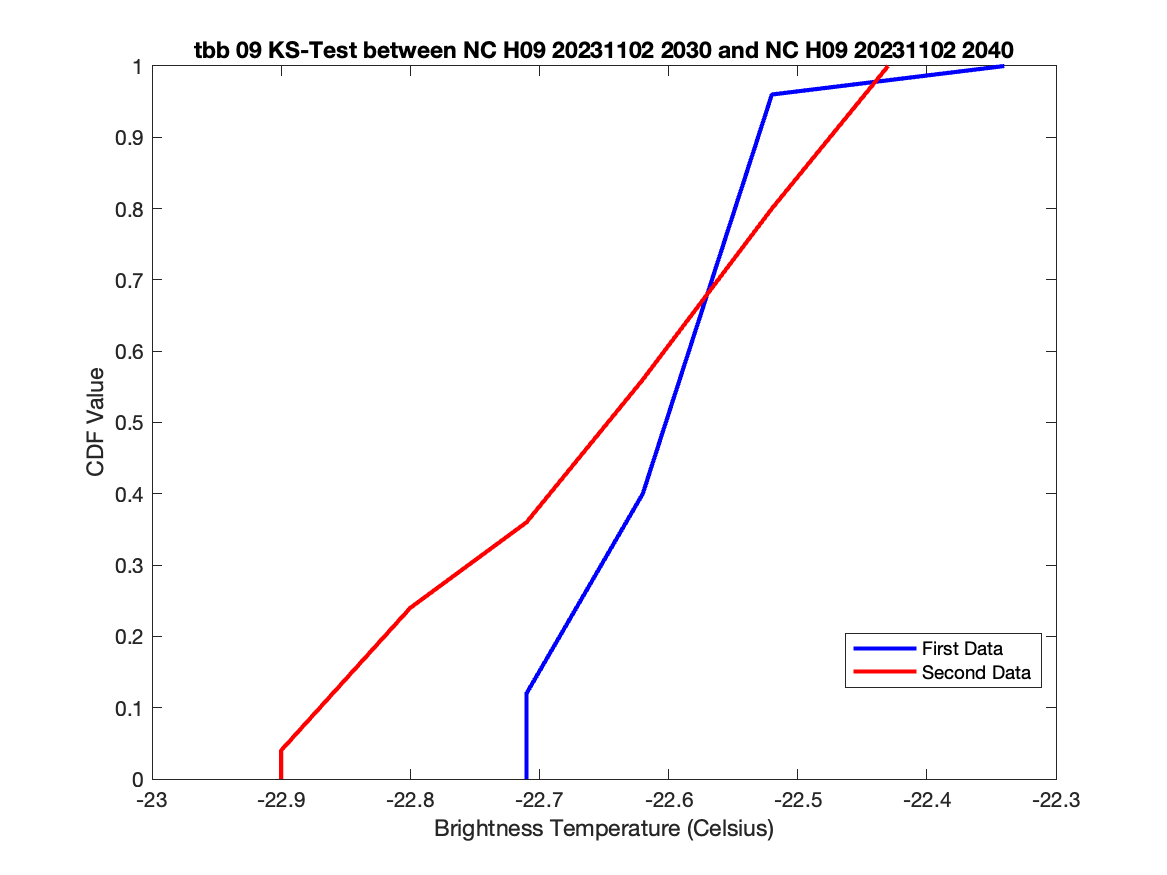 tbb 09 KS-Test between NC H09 20231102 2030 and NC H09 20231102 2040
1
0.9
0.8
0.7
0.6
0.5
0.4
0.3
0.2
0.1
0
CDF Value
First Data
Second Data
-23 -22.9 -22.8 -22.7 -22.6 -22.5 -22.4 -22.3
Brightness Temperature (Celsius)